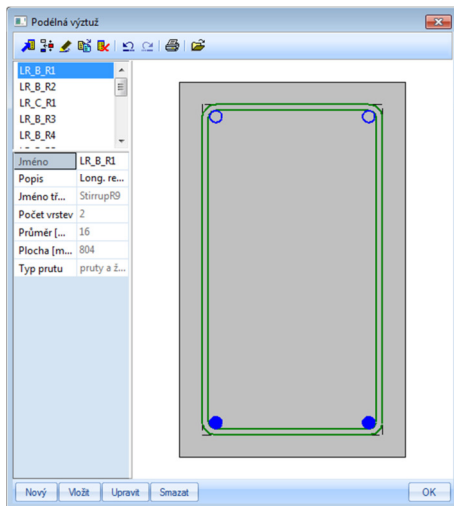 Podélná výztuž
LR_B_R1
LR_B_R2
LR_C_R1
LR_B_R3
LR_B_R4
Jméno LR_B_R1
Popis Long. re...
Jméno tř... StirrupR9
Počet vrstev 2
Průměr [... 16
Plocha [m... 804
Typ prutu pruty a ž...
Nový Vložit Upravit Smazat OK